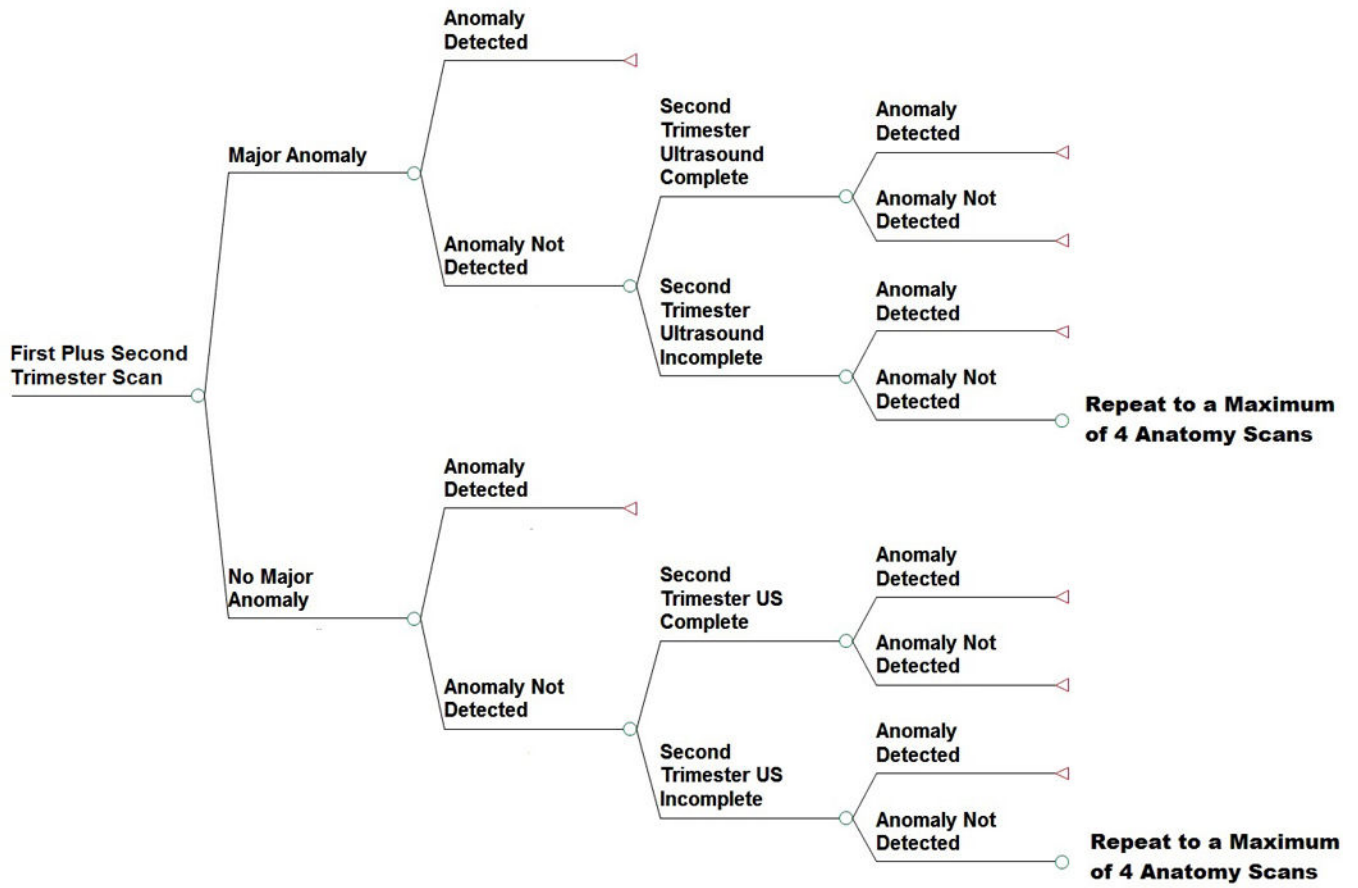 Anomaly
Detected
Second
Trimester
Ultrasound
Complete
Anomaly
Detected
Major Anomaly
Anomaly Not
Detected
Anomaly Not
Detected
Second
Trimester
Ultrasound
Incomplete
Anomaly
Detected
First Plus Second
Trimester Scan
Anomaly Not
Detected
Repeat to a Maximum
of 4 Anatomy Scans
Anomaly
Detected
No Major
Anomaly
Second
Trimester US
Complete
Anomaly
Detected
Anomaly Not
Detected
Anomaly Not
Detected
Second
Trimester US
Incomplete
Anomaly
Detected
Anomaly Not
Detected
Repeat to a Maximum
of 4 Anatomy Scans